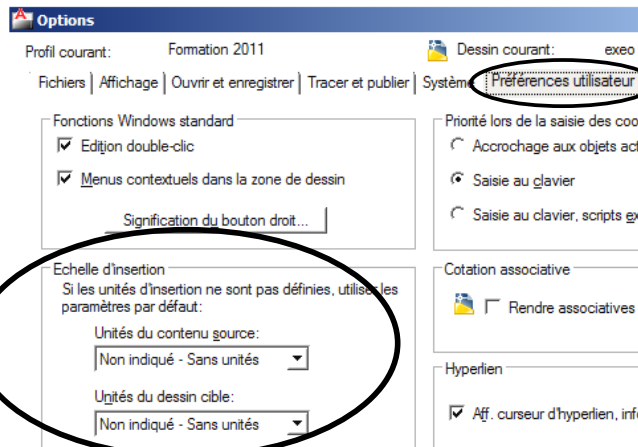 Options
Profil courant: Formation 2011 Dessin courant: exeo
Fichiers Affichage Ouvrir et enregistrer Tracer et publier Système Préférences utilisateur
Fonctions Windows standard
Edition double-clic
Menus contextuels dans la zone de dessin
Signification du bouton droit...
Echelle d'insertion
Si les unités d'insertion ne sont pas définies, utiliser les
paramètres par défaut:
Unités du contenu source:
Non indiqué - Sans unités
Unités du dessin cible:
Non indiqué - Sans unités
Priorité lors de la saisie des coo
Accrochage aux objets act
Saisie au clavier
Saisie au clavier, scripts ex
Cotation associative
Rendre associatives
Hyperlien
Aff. curseur d'hyperlien, inf